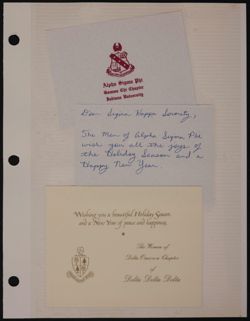 Alpha Sigma Phi
Gamma Chi Chapter
Indiana University
Dear Sigma Kappa Sorority,
The Men of Alpha Sigma Phi
wish you all the joys of
the Holiday Season and a
Happy New Year.
Wishing you a beautiful Holiday Season
and a New Year of peace and happiness.
The Women of
Delta Omicron Chapter
of
Delta Delta Delta